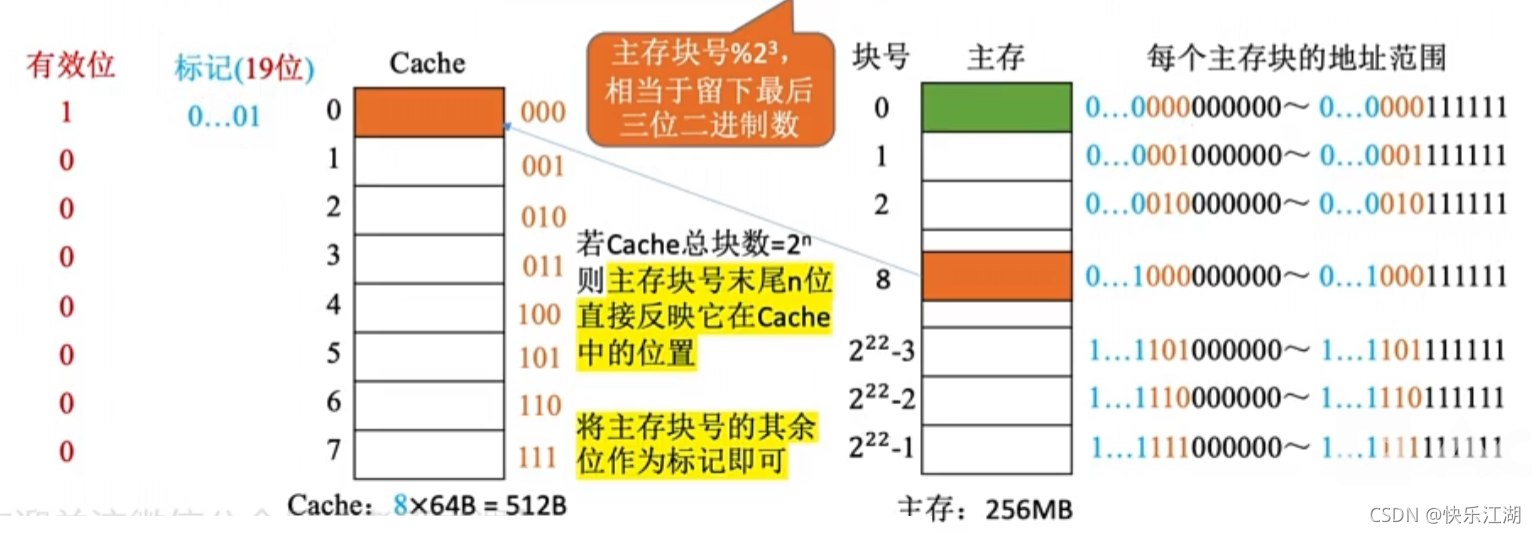 有效位 标记(19位) Cache 主存块号%2³, 块号 主存 每个主存块的地址范围
相当于留下最后
三位二进制数
1 0…01 0 000 0 0…0000000000～ 0…0000111111
0 1 001 1 0…0001000000～ 0…0001111111
0 2 010 2 0…0010000000～ 0…0010111111
若Cache总块数=2ⁿ
0 3 011 则主存块号末尾n位 8 0…1000000000～ 0…1000111111
0 4 100 直接反映它在Cache
0 5 101 中的位置 2²²-3 1…1101000000～ 1…1101111111
0 6 110 2²²-2 1…1110000000～ 1…1110111111
将主存块号的其余
0 7 111 位作为标记即可 2²²-1 1…1111000000～ 1…1111111111
Cache：8×64B = 512B 主存：256MB
CSDN @快乐江湖